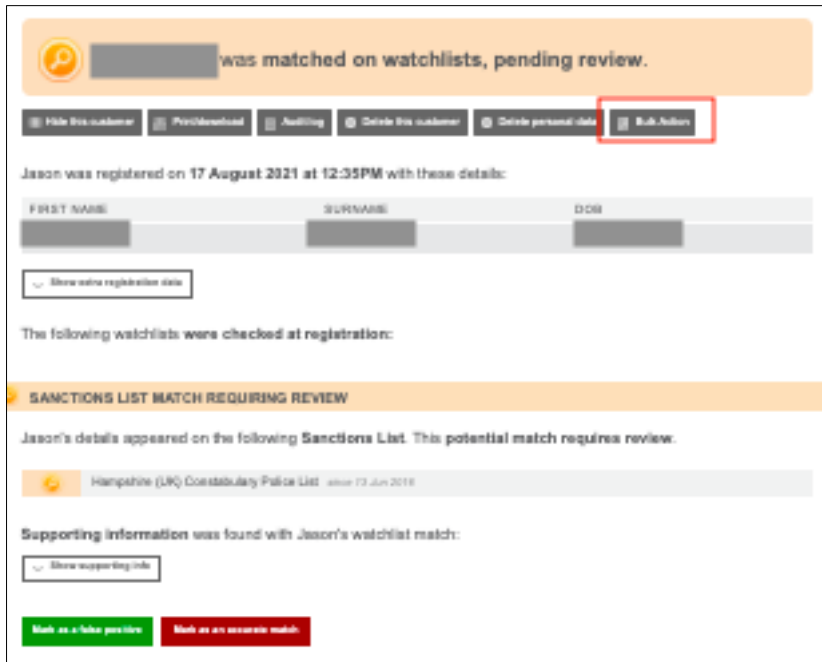 was matched on watchlists, pending review.
Hide this customer Print/download Audit log Delete this customer Delete personal data Bulk Action
Jason was registered on 17 August 2021 at 12:35PM with these details:
FIRST NAME SURNAME DOB
Show extra registration data
The following watchlists were checked at registration:
SANCTIONS LIST MATCH REQUIRING REVIEW
Jason's details appeared on the following Sanctions List. This potential match requires review.
Hampshire (UK) Constabulary Police List since 13 Jun 2018
Supporting information was found with Jason's watchlist match:
Show supporting info
Mark as a false positive Mark as an accurate match